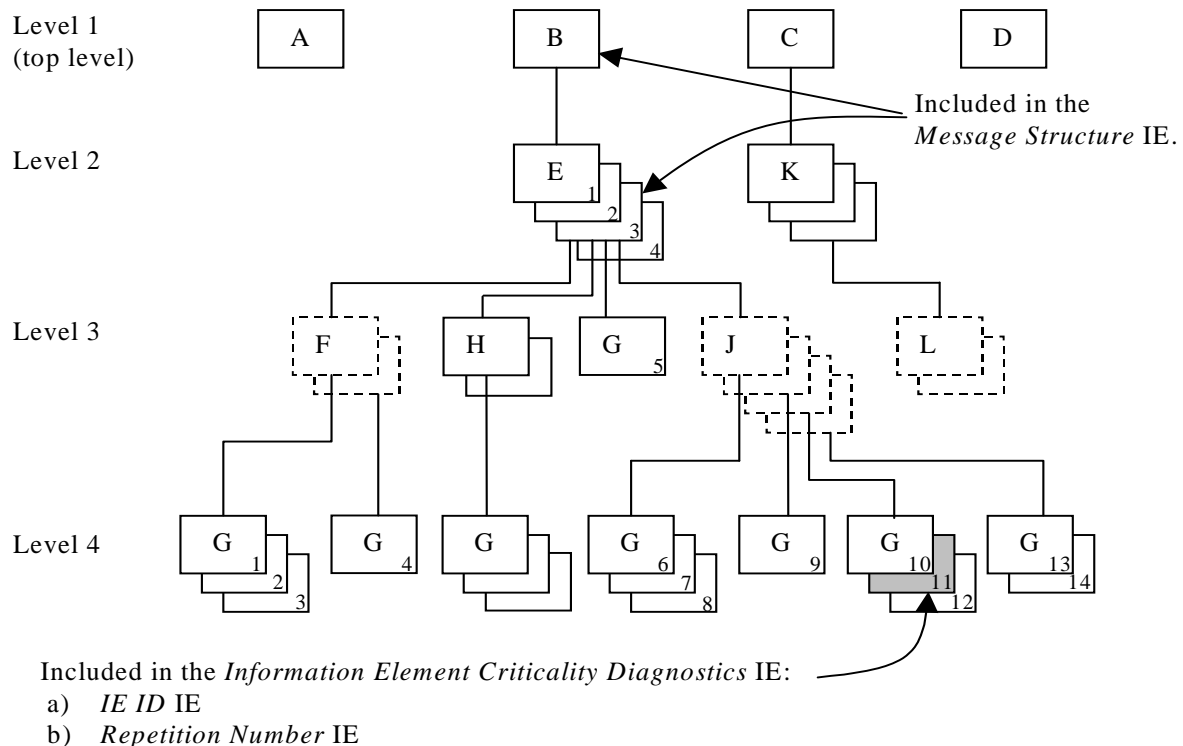 Level 1
(top level)
A
B
C
D
Included in the
Message Structure IE.
Level 2
E
1
2
3
4
K
Level 3
F
H
G
5
J
L
Level 4
G
1
2
3
G
4
G
G
6
7
8
G
9
G
10
11
12
G
13
14
Included in the Information Element Criticality Diagnostics IE:
a) IE ID IE
b) Repetition Number IE